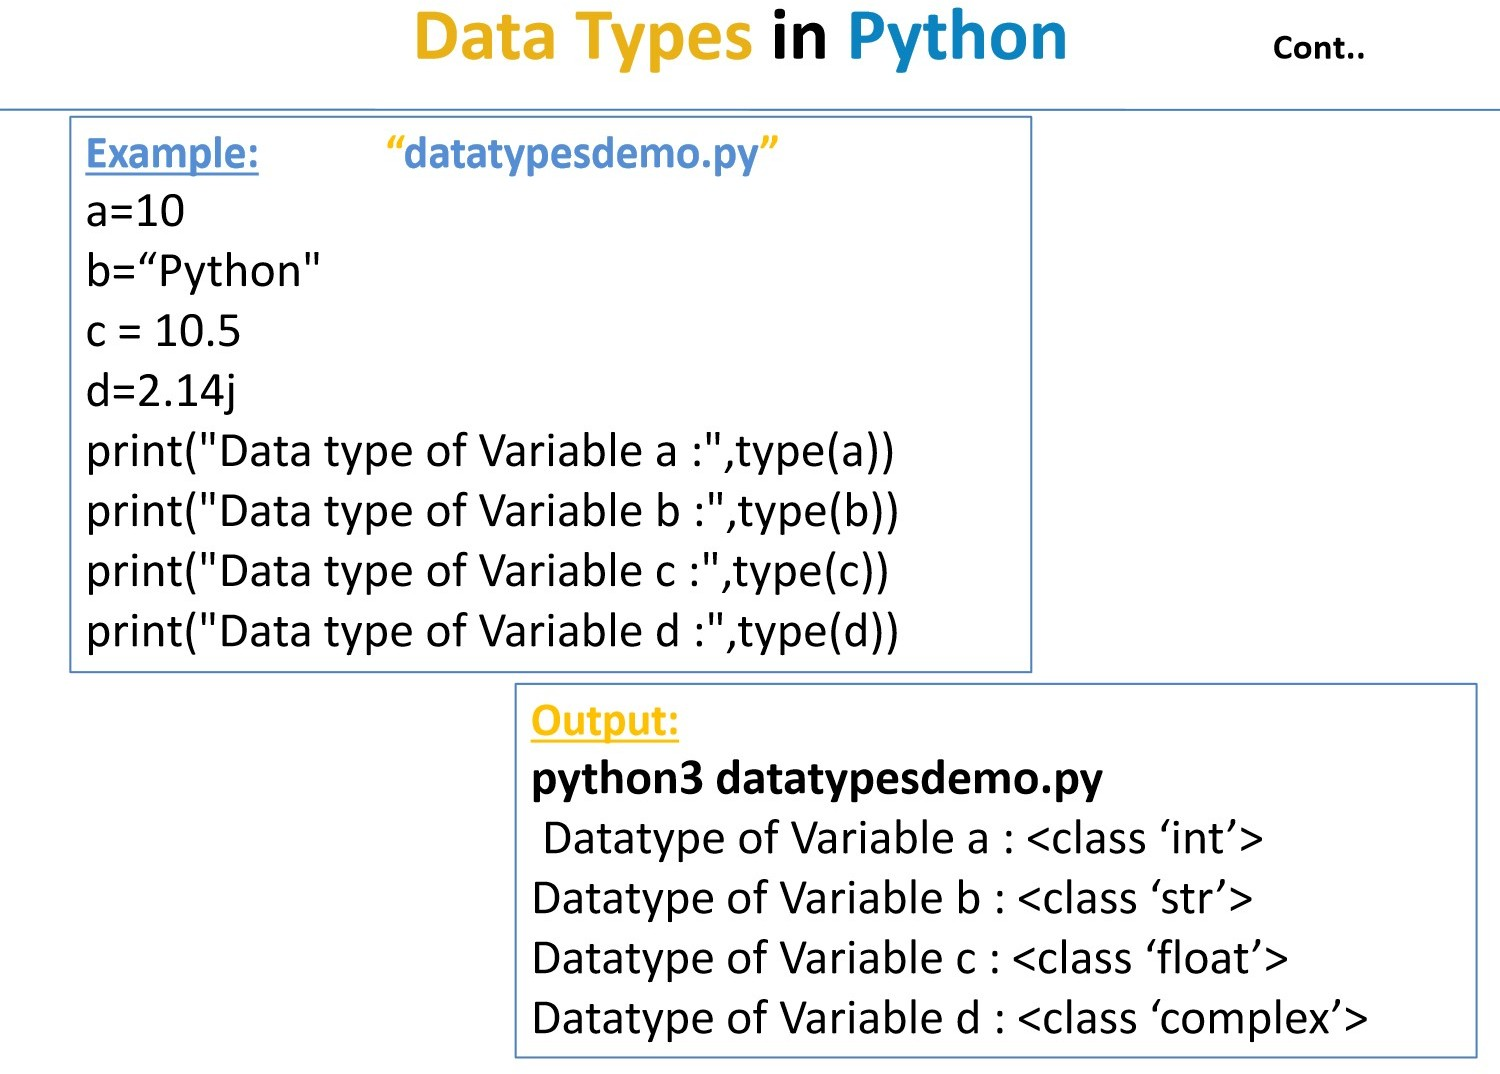 Data Types in Python Cont..
Example: “datatypesdemo.py”
a=10
b=“Python"
c = 10.5
d=2.14j
print("Data type of Variable a :",type(a))
print("Data type of Variable b :",type(b))
print("Data type of Variable c :",type(c))
print("Data type of Variable d :",type(d))
Output:
python3 datatypesdemo.py
Datatype of Variable a : <class ‘int’>
Datatype of Variable b : <class ‘str’>
Datatype of Variable c : <class ‘float’>
Datatype of Variable d : <class ‘complex’>